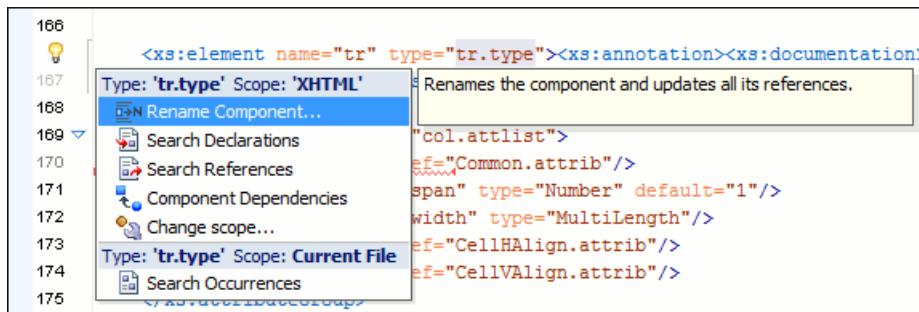 166
<xs:element name="tr" type="tr.type"><xs:annotation><xs:documentation>
167
Type: 'tr.type' Scope: 'XHTML'
Renames the component and updates all its references.
168
Rename Component...
169 Search Declarations "col.attlist">
170 Search References ef="Common.attrib"/>
171 Component Dependencies span" type="Number" default="1"/>
172 Change scope... width" type="MultiLength"/>
173 Type: 'tr.type' Scope: Current File ef="CellHAlign.attrib"/>
174 Search Occurrences ef="CellVAlign.attrib"/>
175 </xs:attributeGroup>